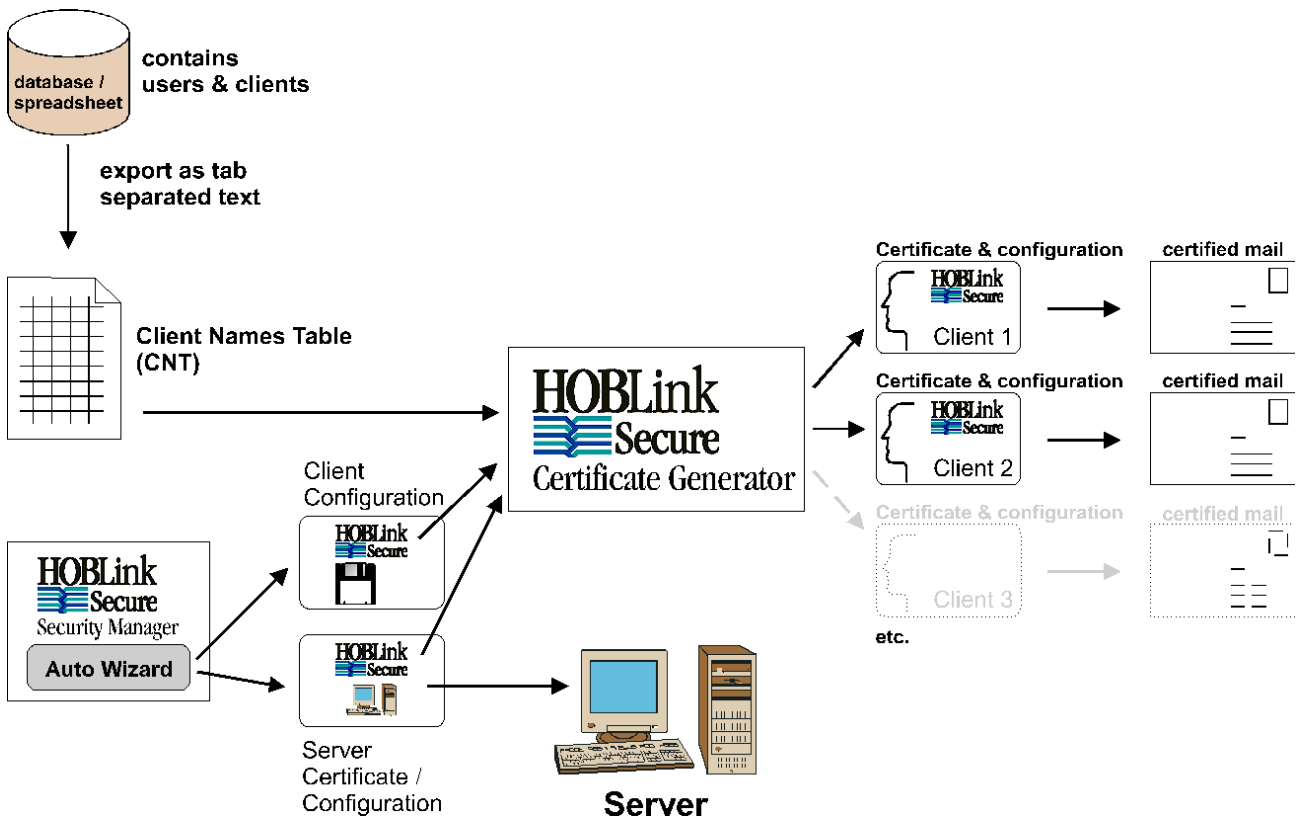 database /
spreadsheet
contains
users & clients
export as tab
separated text
Client Names Table
(CNT)
HOBLink
Secure
Certificate Generator
Client
Configuration
HOBLink
Secure
HOBLink
Secure
Security Manager
Auto Wizard
HOBLink
Secure
Server
Certificate /
Configuration
Server
Certificate & configuration
HOBLink
Secure
Client 1
certified mail
Certificate & configuration
HOBLink
Secure
Client 2
certified mail
Certificate & configuration
Client 3
certified mail
etc.